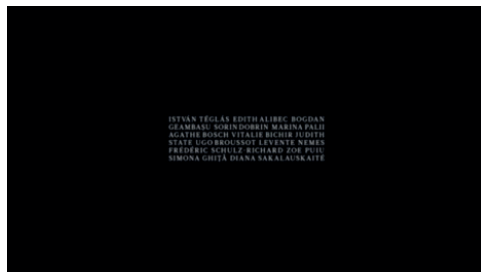 ISTVÁN TÉGLÁS EDITH ALIBEC BOGDAN
GEAMBAȘU SORIN DOBRIN MARINA PALII
AGATHE BOSCH VITALIE BICHIR JUDITH
STATE UGO BROUSSOT LEVENTE NEMES
FRÉDÉRIC SCHULZ RICHARD ZOE PUIU
SIMONA GHIȚĂ DIANA SAKALAUSKAITÉ